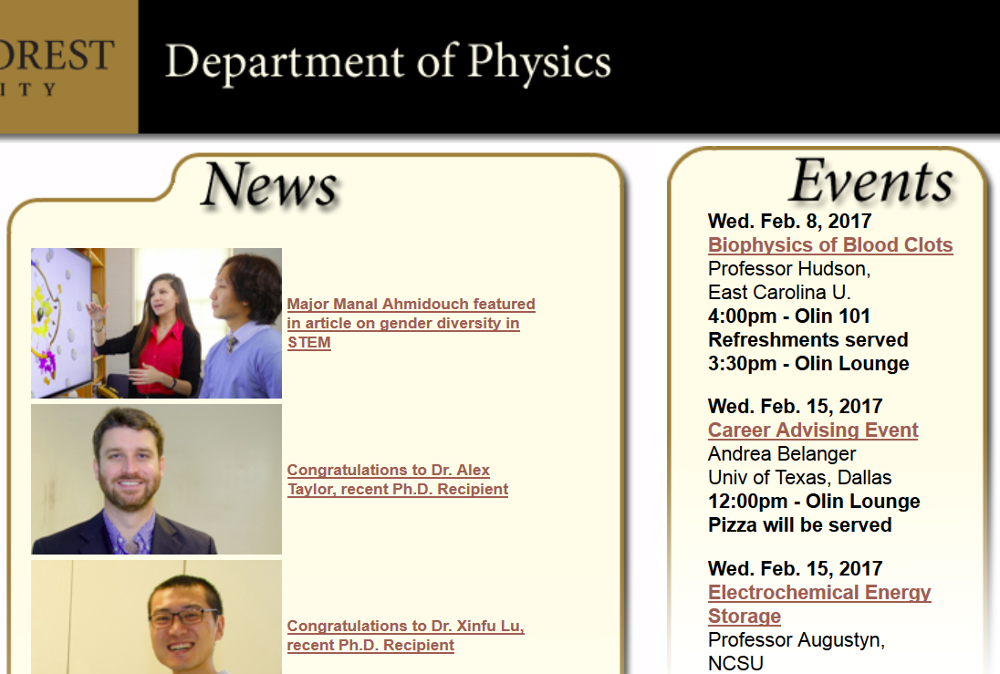 OREST
ITY
Department of Physics
News
Major Manal Ahmidouch featured
in article on gender diversity in
STEM
Congratulations to Dr. Alex
Taylor, recent Ph.D. Recipient
Congratulations to Dr. Xinfu Lu,
recent Ph.D. Recipient
Events
Wed. Feb. 8, 2017
Biophysics of Blood Clots
Professor Hudson,
East Carolina U.
4:00pm - Olin 101
Refreshments served
3:30pm - Olin Lounge
Wed. Feb. 15, 2017
Career Advising Event
Andrea Belanger
Univ of Texas, Dallas
12:00pm - Olin Lounge
Pizza will be served
Wed. Feb. 15, 2017
Electrochemical Energy
Storage
Professor Augustyn,
NCSU